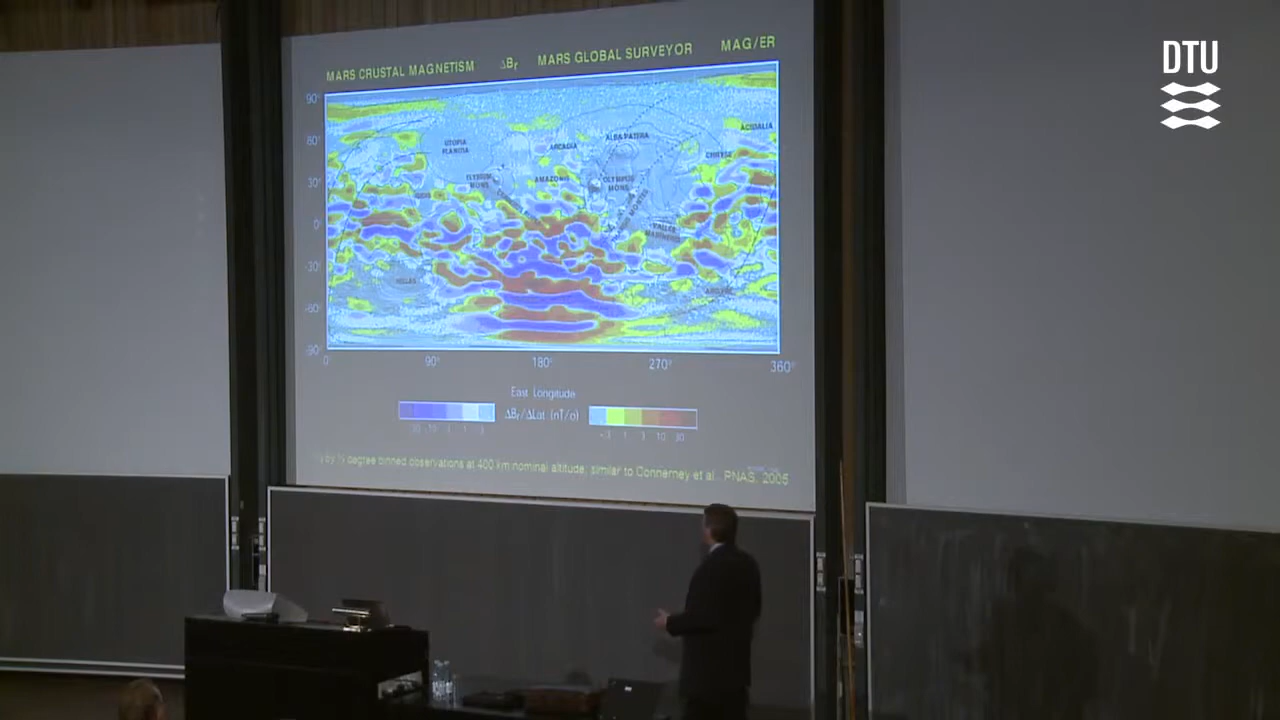 DTU
MARS CRUSTAL MAGNETISM ΔBr MARS GLOBAL SURVEYOR MAG/ER
90°
ACIDALIA
ALBA PATERA
UTOPIA
PLANITIA
ARCADIA
CHRYSE
30°
ELYSIUM
MONS
AMAZONIS
OLYMPUS
MONS
0°
VALLES
MARINERIS
-30°
HELLAS
-60°
-90°
0° 90° 180° 270° 360°
East Longitude
ΔBr/ΔLat (nT/o)
degree binned observations at 400 km nominal altitude; similar to Connerney et al., PNAS, 2005